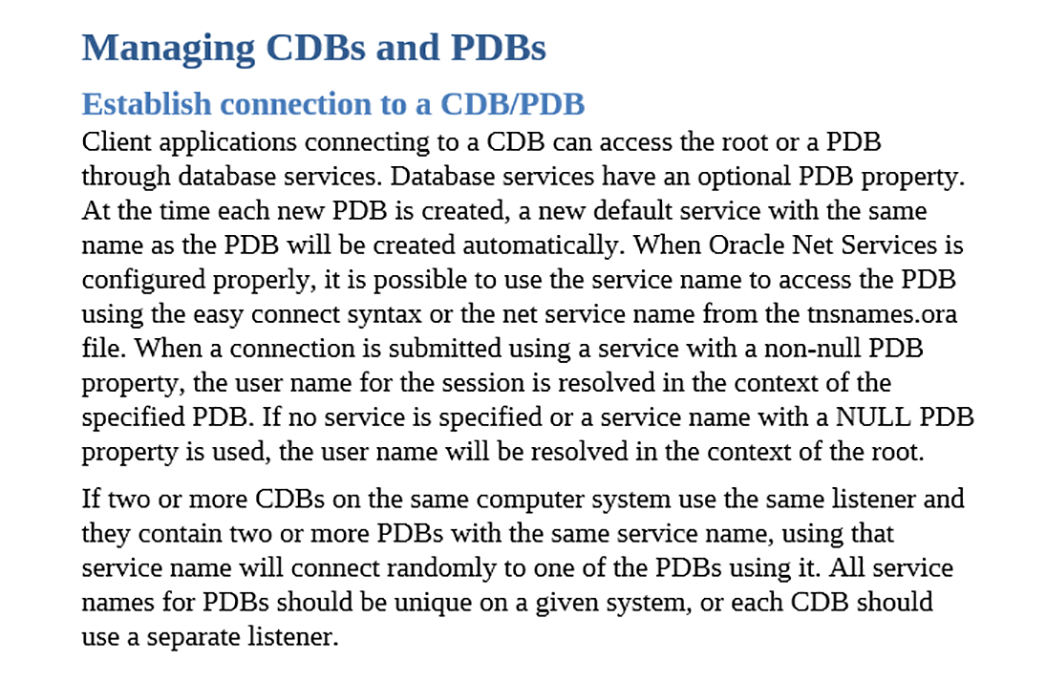 Managing CDBs and PDBs
Establish connection to a CDB/PDB
Client applications connecting to a CDB can access the root or a PDB
through database services. Database services have an optional PDB property.
At the time each new PDB is created, a new default service with the same
name as the PDB will be created automatically. When Oracle Net Services is
configured properly, it is possible to use the service name to access the PDB
using the easy connect syntax or the net service name from the tnsnames.ora
file. When a connection is submitted using a service with a non-null PDB
property, the user name for the session is resolved in the context of the
specified PDB. If no service is specified or a service name with a NULL PDB
property is used, the user name will be resolved in the context of the root.
If two or more CDBs on the same computer system use the same listener and
they contain two or more PDBs with the same service name, using that
service name will connect randomly to one of the PDBs using it. All service
names for PDBs should be unique on a given system, or each CDB should
use a separate listener.